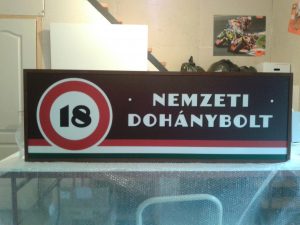 18
· NEMZETI ·
DOHÁNYBOLT